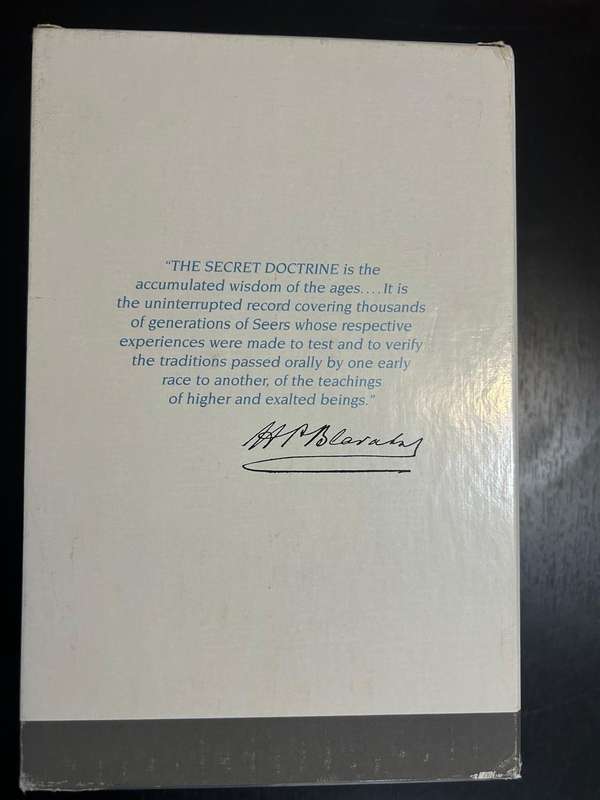 "THE SECRET DOCTRINE is the
accumulated wisdom of the ages....It is
the uninterrupted record covering thousands
of generations of Seers whose respective
experiences were made to test and to verify
the traditions passed orally by one early
race to another, of the teachings
of higher and exalted beings."
H P Blavatsky